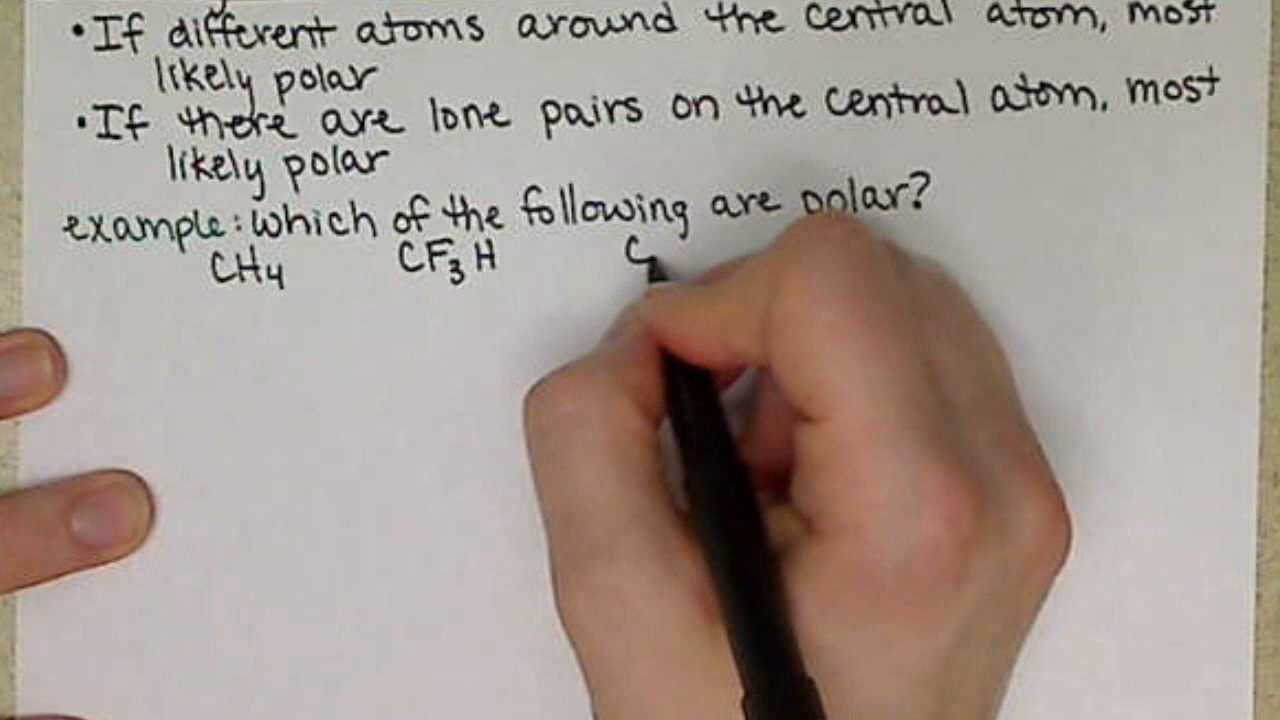 •If different atoms around the central atom, most
likely polar
•If there are lone pairs on the central atom, most
likely polar
example: which of the following are polar?
CH4 CF3H C